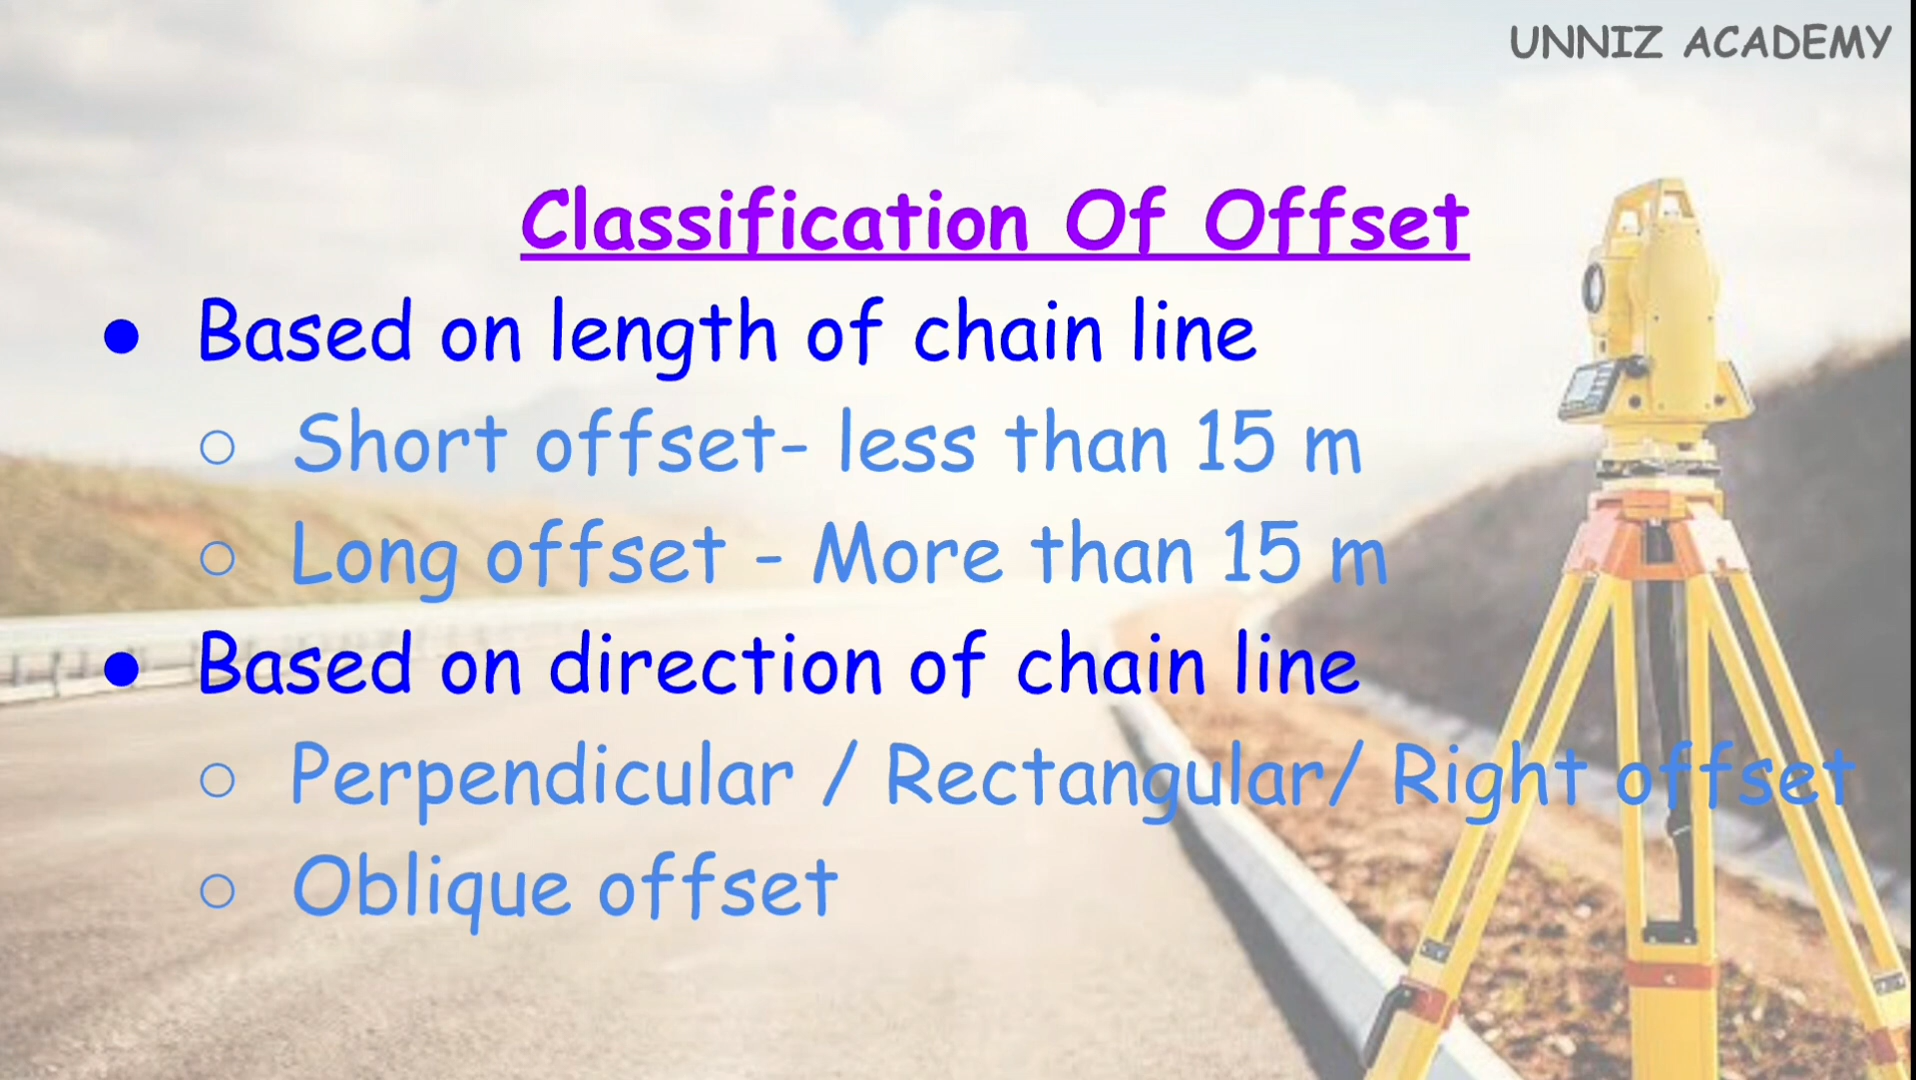 UNNIZ ACADEMY
Classification Of Offset
● Based on length of chain line
○ Short offset- less than 15 m
○ Long offset - More than 15 m
● Based on direction of chain line
○ Perpendicular / Rectangular/ Right offset
○ Oblique offset